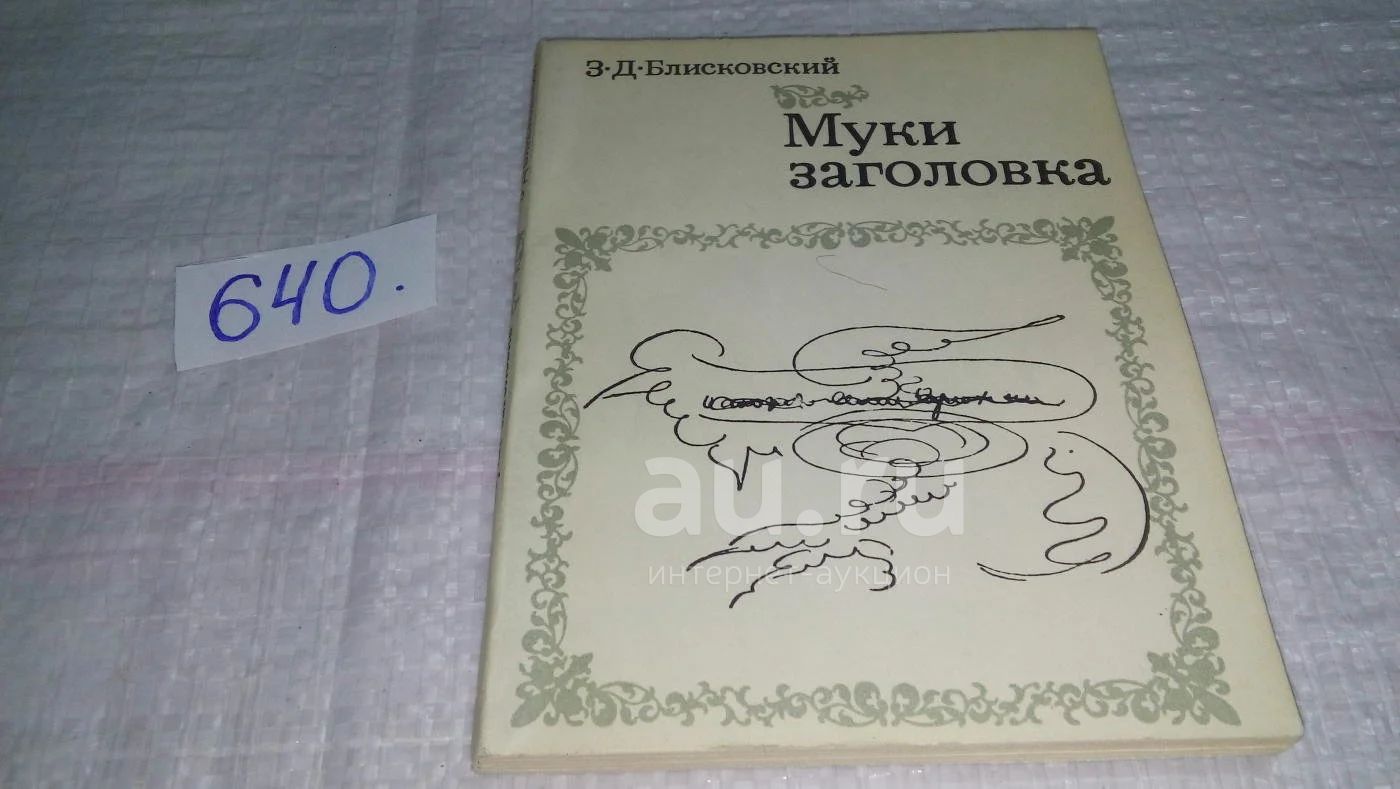 З·Д·Блисковский
Муки
заголовка
640.
au.ru
интернет-аукцион